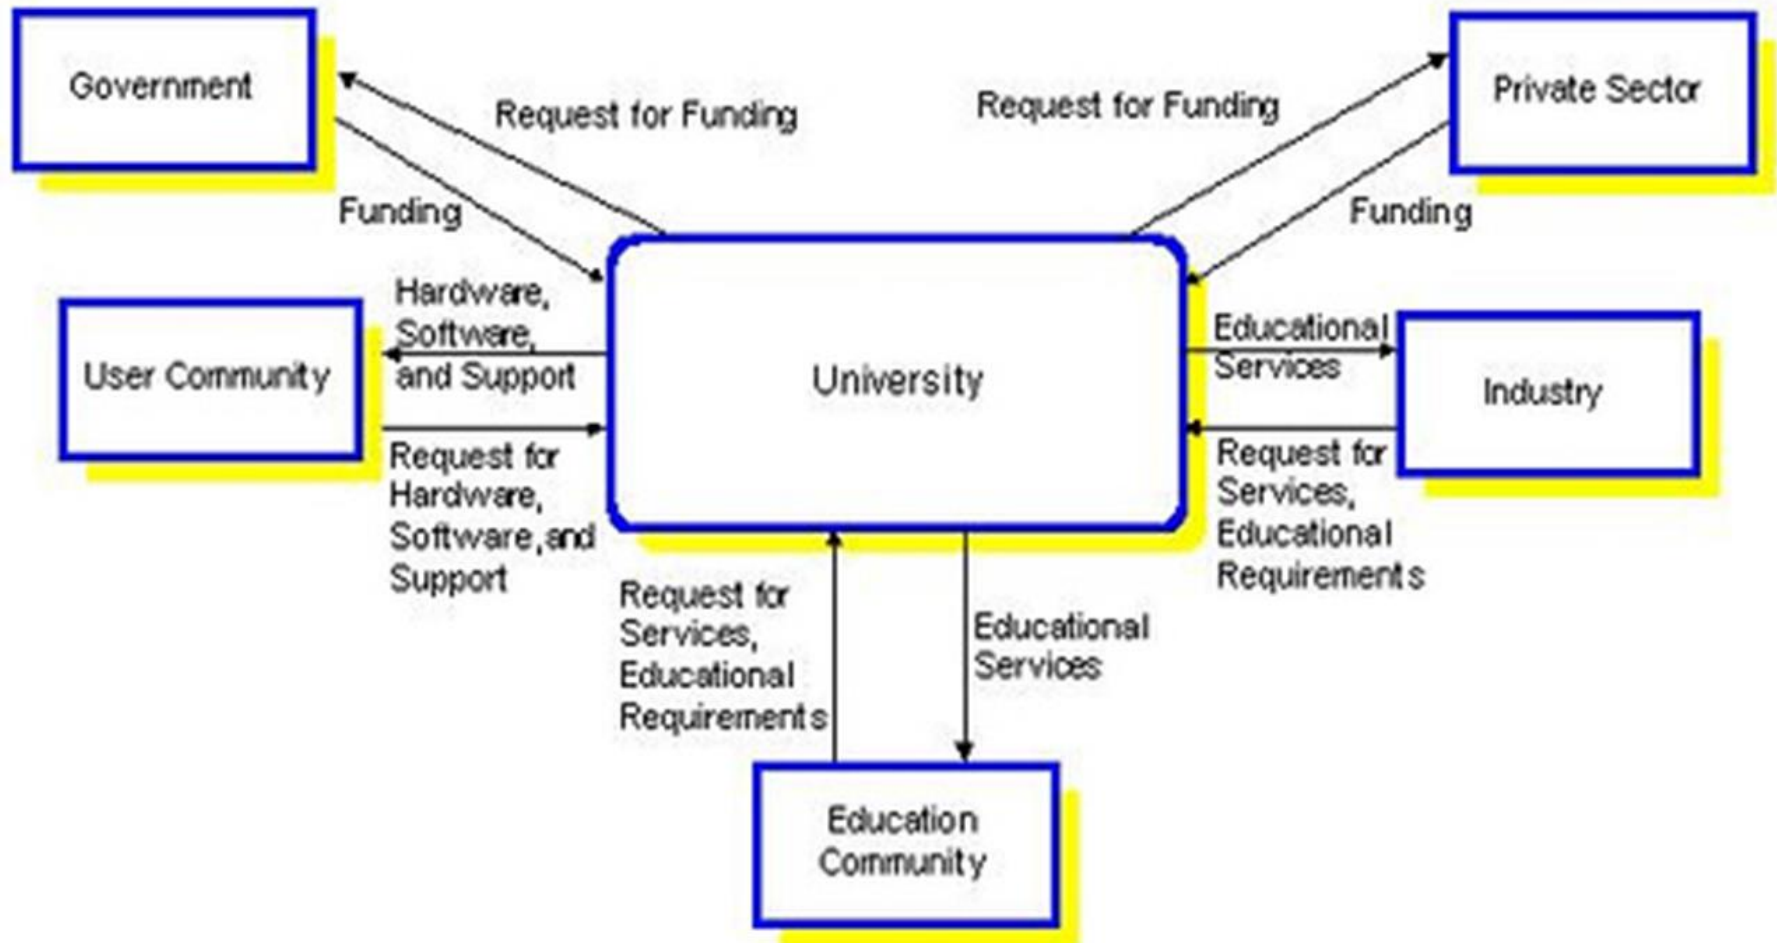 Government
Request for Funding
Request for Funding
Private Sector
Funding
Funding
Hardware,
Software,
and Support
User Community
University
Educational
Services
Industry
Request for
Hardware,
Software,and
Support
Request for
Services,
Educational
Requirements
Request for
Services,
Educational
Requirements
Educational
Services
Education
Community